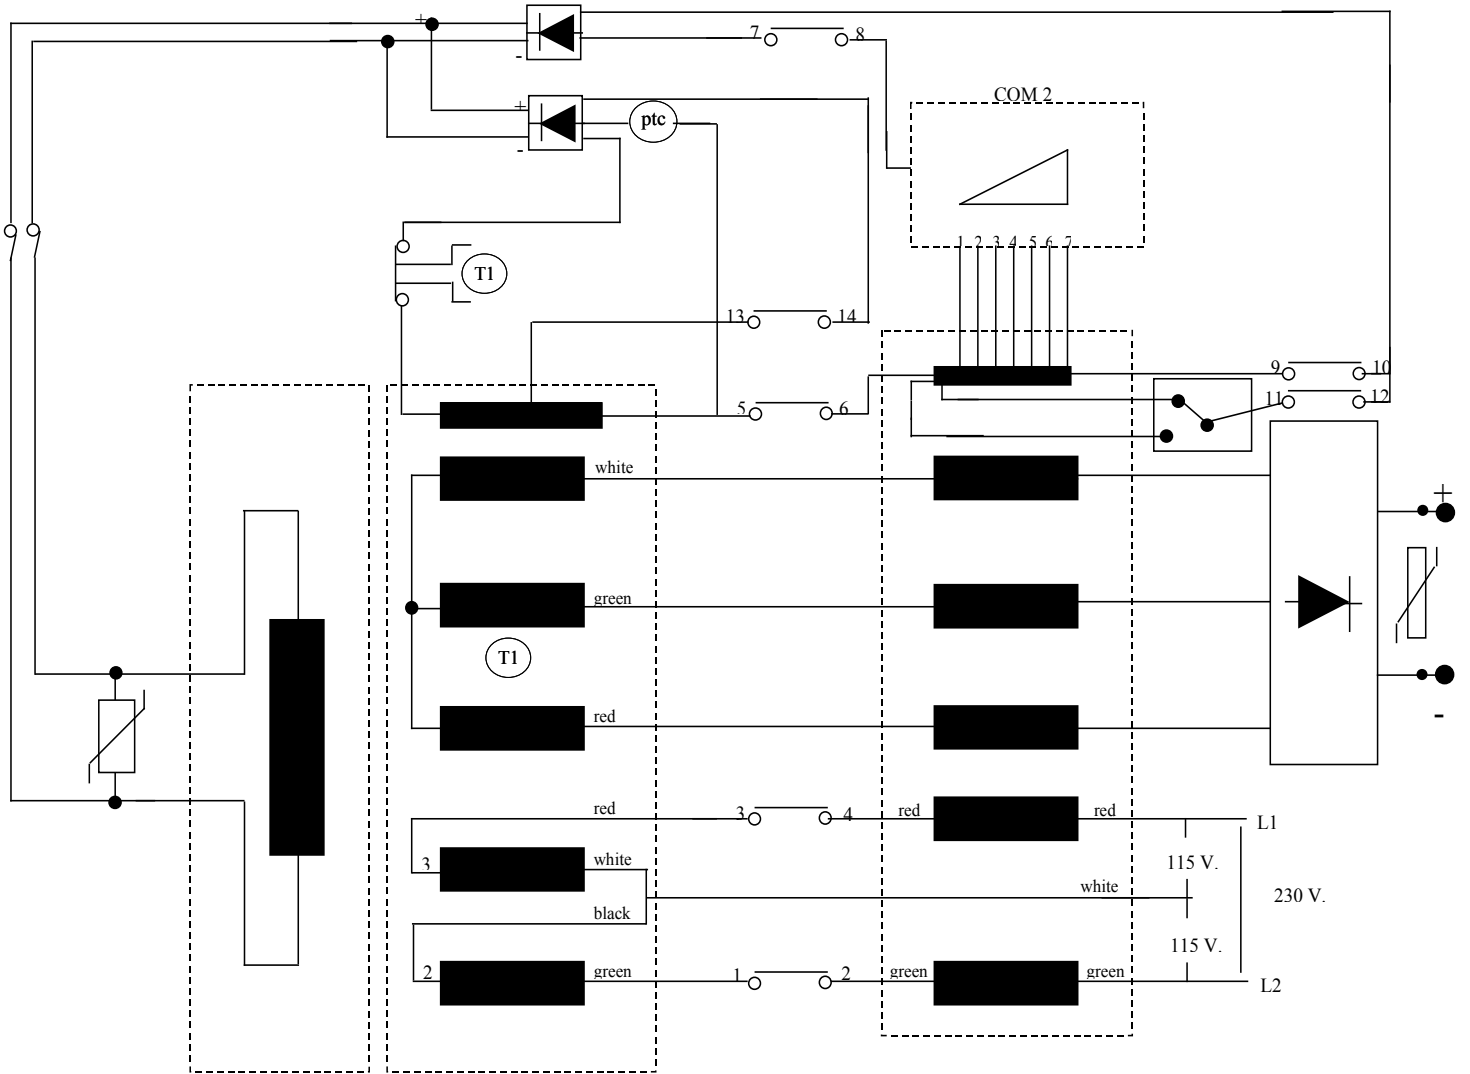 +
-
7 8
+
-
ptc
COM 2
1 2 3 4 5 6 7
T1
13 14
9 10
11 12
5 6
white
+
green
T1
red
-
red 3 4 red red L1
3 white
115 V.
white
230 V.
black
115 V.
2 green 1 2 green green L2